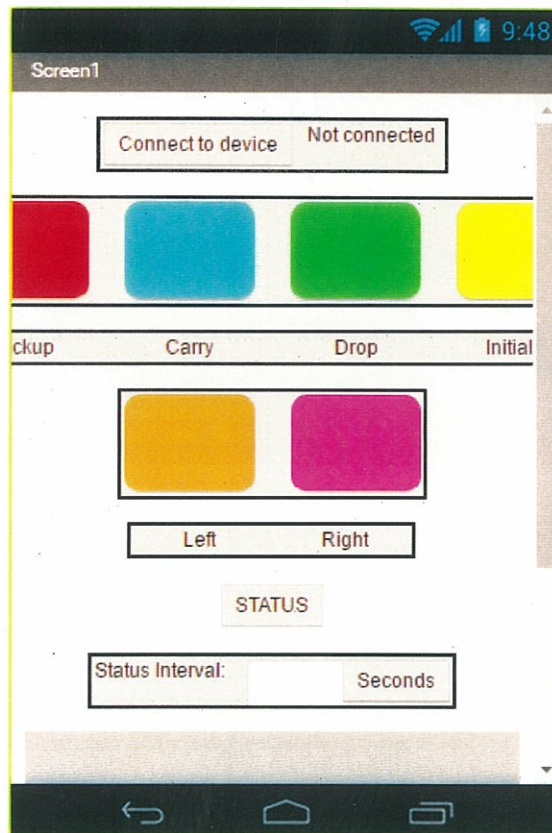 9:48
Screen1
Connect to device Not connected
ckup Carry Drop Initial
Left Right
STATUS
Status Interval: Seconds